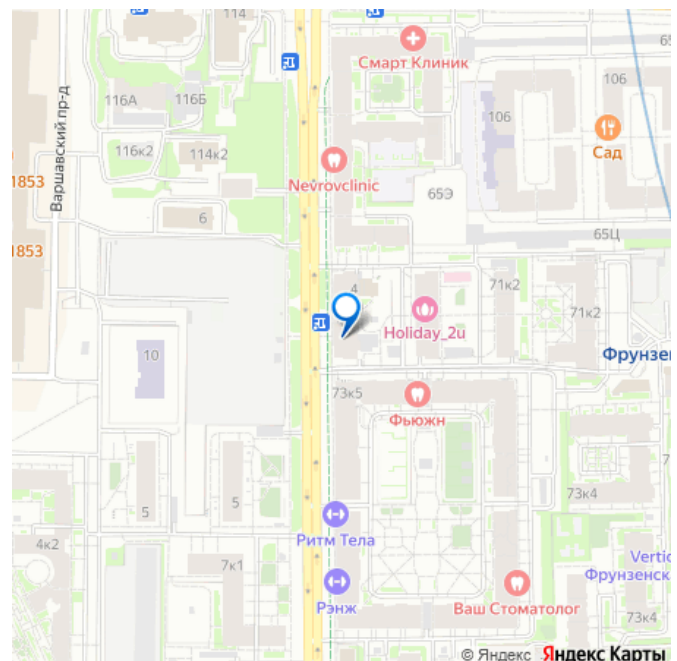 114
114
Смарт Клиник
65
116А
116Б
106
106
Сад
116к2
114к2
Nevrovclinic
1853
Варшавский пр-д
65Э
6
65Ц
1853
4
71к2
71к2
Holiday_2u
10
Фрунзе
73к5
Фьюжн
73к4
5
5
Ритм Тела
4к2
7к1
Vertic
Фрунзенск
Рэнж
Ваш Стоматолог
73к4
© Яндекс Яндекс Карты